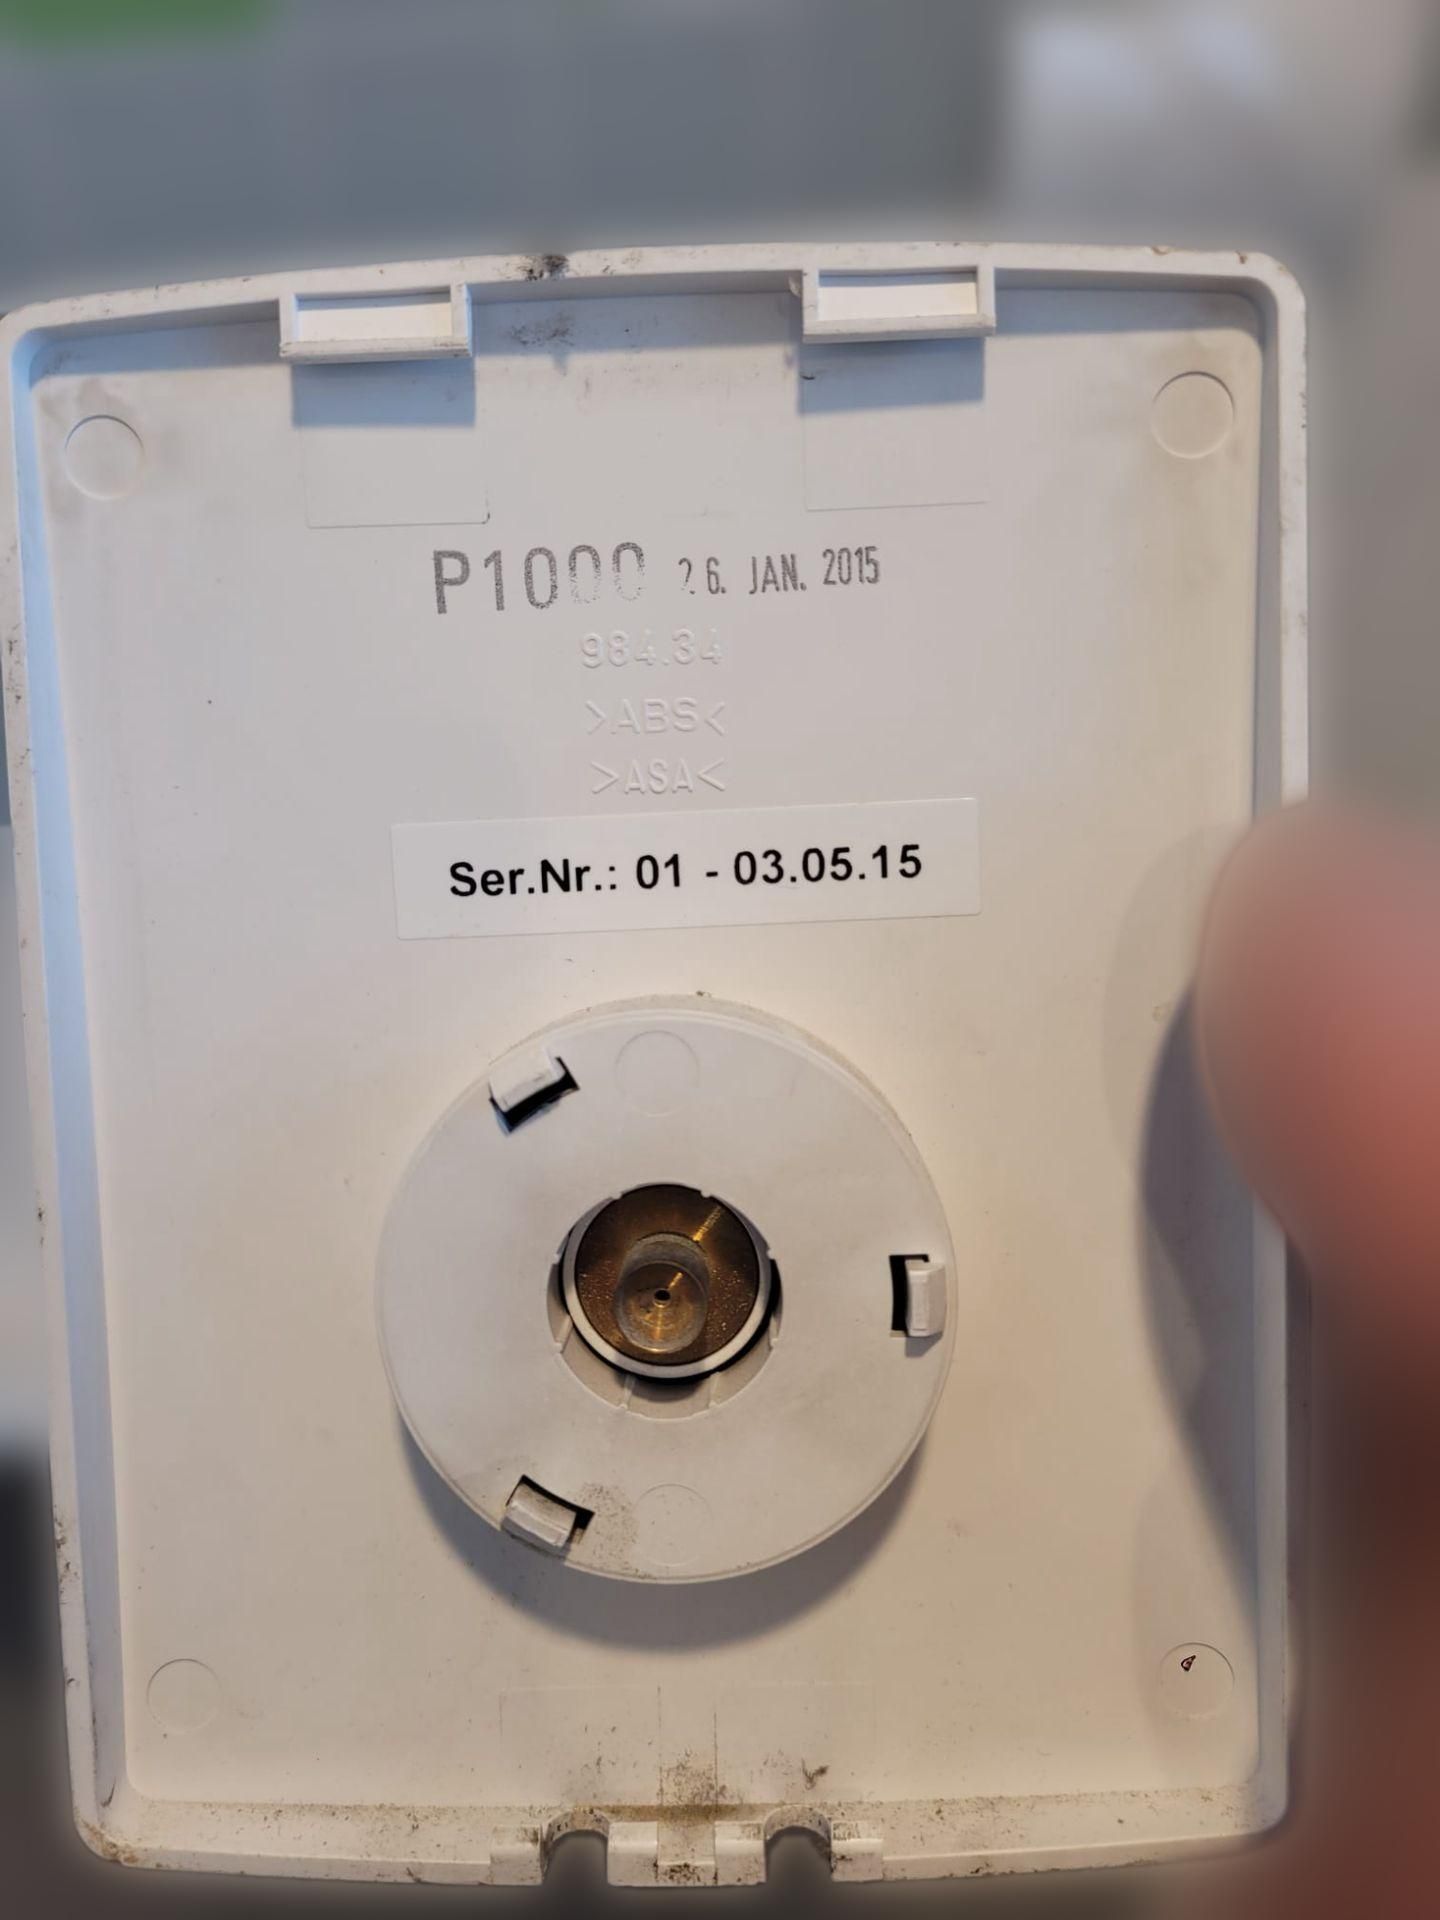 P1000 26. JAN. 2015
984.34
>ABS<
>ASA<
Ser.Nr.: 01 - 03.05.15